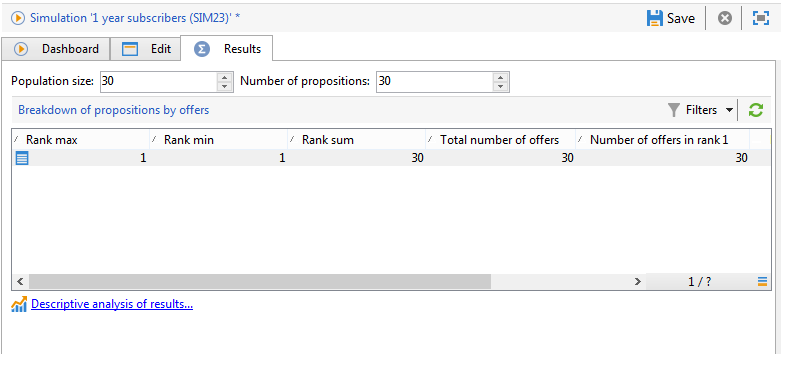 Simulation '1 year subscribers (SIM23)' * Save
Dashboard Edit Results
Population size: 30 Number of propositions: 30
Breakdown of propositions by offers Filters
Rank max Rank min Rank sum Total number of offers Number of offers in rank 1
1 1 30 30 30
1 / ?
Descriptive analysis of results...